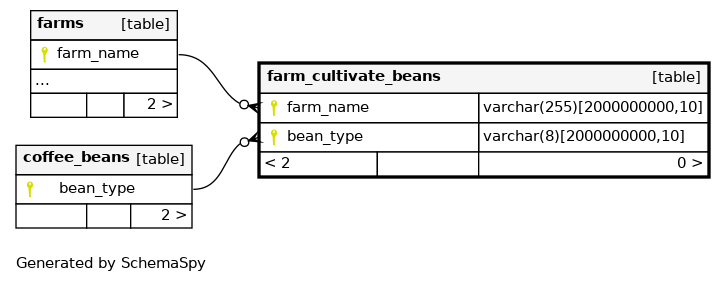 farms [table]
farm_name
...
2 >
farm_cultivate_beans [table]
farm_name varchar(255)[2000000000,10]
bean_type varchar(8)[2000000000,10]
< 2 0 >
coffee_beans [table]
bean_type
2 >
Generated by SchemaSpy